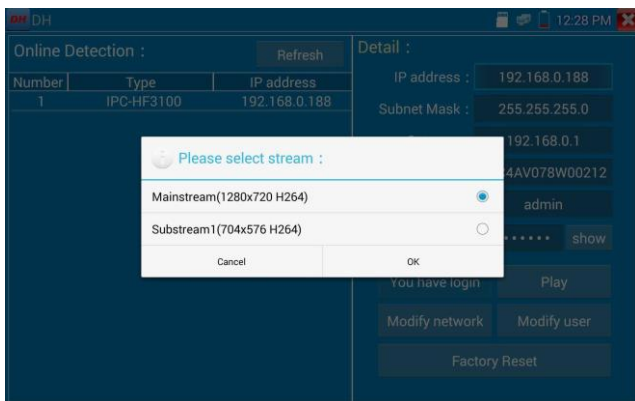 DH DH 12:28 PM
Online Detection :
Refresh
Number Type IP address
1 IPC-HF3100 192.168.0.188
Detail :
IP address : 192.168.0.188
Subnet Mask : 255.255.255.0
192.168.0.1
4AV078W00212
admin
•••••• show
You have login Play
Modify network Modify user
Factory Reset
Please select stream :
Mainstream(1280x720 H264)
Substream1(704x576 H264)
Cancel OK